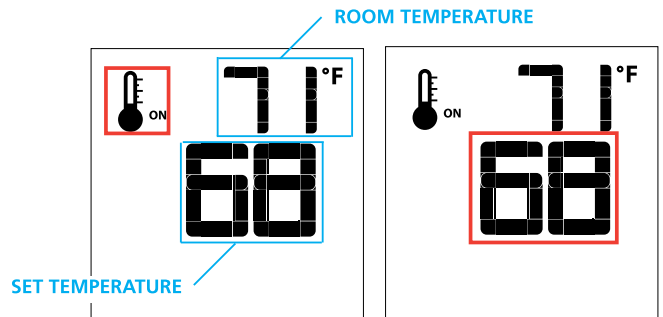 ROOM TEMPERATURE
71°F
ON
68
71°F
ON
68
SET TEMPERATURE